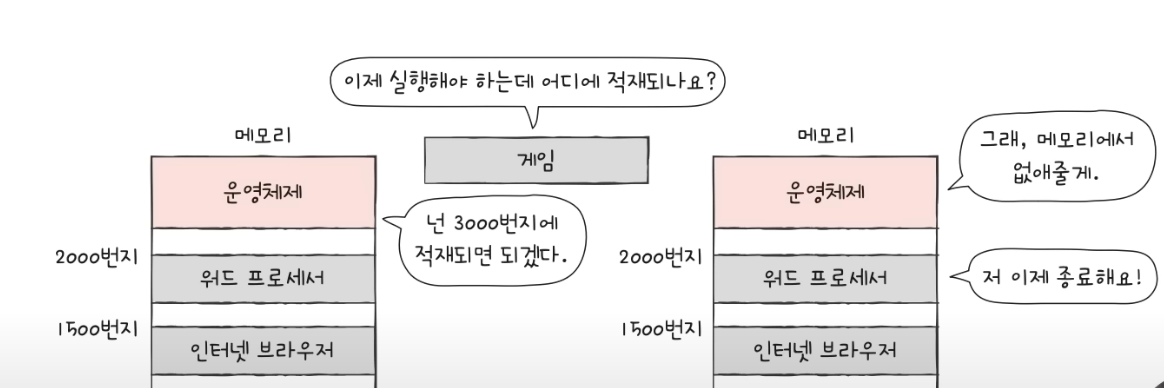 이제 실행해야 하는데 어디에 적재되나요?
메모리
게임
운영체제
넌 3000번지에
적재되면 되겠다.
2000번지
워드 프로세서
1500번지
인터넷 브라우저
메모리
그래, 메모리에서
없애줄게.
운영체제
2000번지
워드 프로세서
저 이제 종료해요!
1500번지
인터넷 브라우저